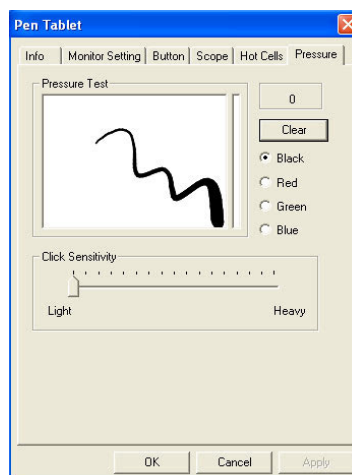 Pen Tablet
Info Monitor Setting Button Scope Hot Cells Pressure
Pressure Test
0
Clear
Black
Red
Green
Blue
Click Sensitivity
Light Heavy
OK Cancel Apply